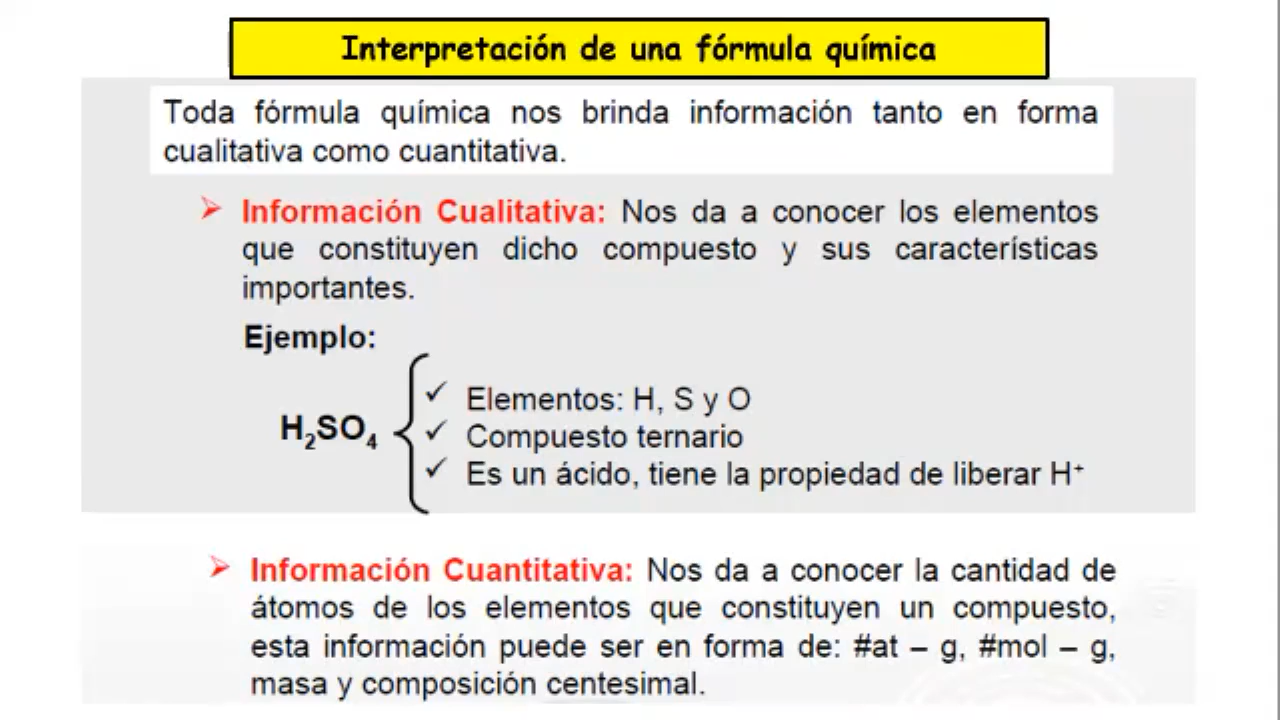 Interpretación de una fórmula química
Toda fórmula química nos brinda información tanto en forma
cualitativa como cuantitativa.
➢ Información Cualitativa: Nos da a conocer los elementos
que constituyen dicho compuesto y sus características
importantes.
Ejemplo:
✓ Elementos: H, S y O
H₂SO₄
✓ Compuesto ternario
✓ Es un ácido, tiene la propiedad de liberar H⁺
➢ Información Cuantitativa: Nos da a conocer la cantidad de
átomos de los elementos que constituyen un compuesto,
esta información puede ser en forma de: #at – g, #mol – g,
masa y composición centesimal.